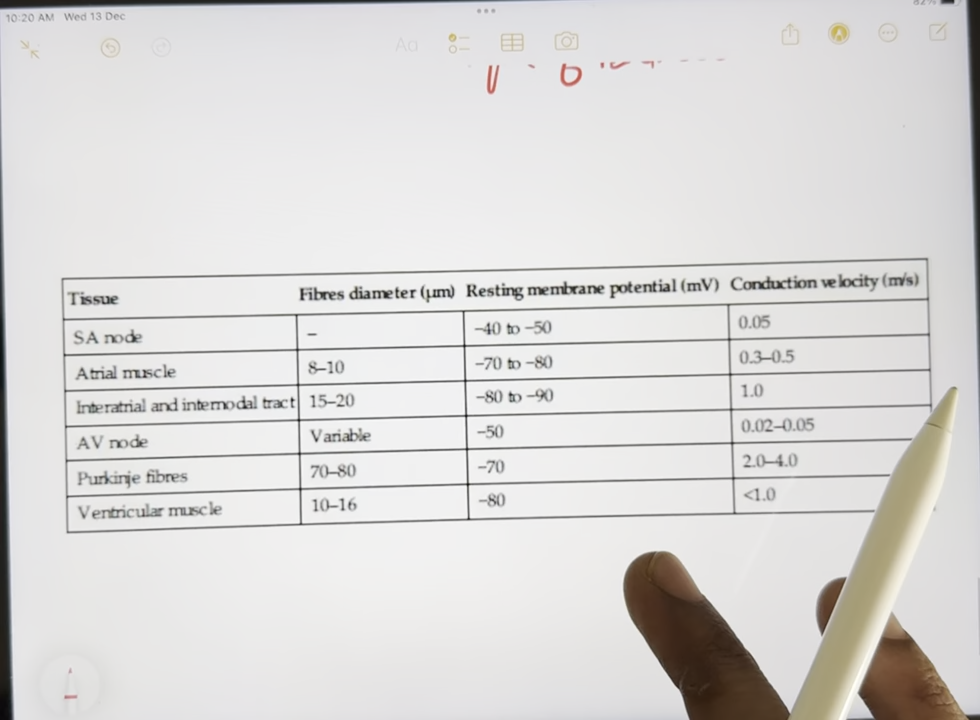 10:20 AM Wed 13 Dec
82%
Aa
Tissue Fibres diameter (μm) Resting membrane potential (mV) Conduction velocity (m/s)
SA node – –40 to –50 0.05
Atrial muscle 8–10 –70 to –80 0.3–0.5
Interatrial and internodal tract 15–20 –80 to –90 1.0
AV node Variable –50 0.02–0.05
Purkinje fibres 70–80 –70 2.0–4.0
Ventricular muscle 10–16 –80 <1.0